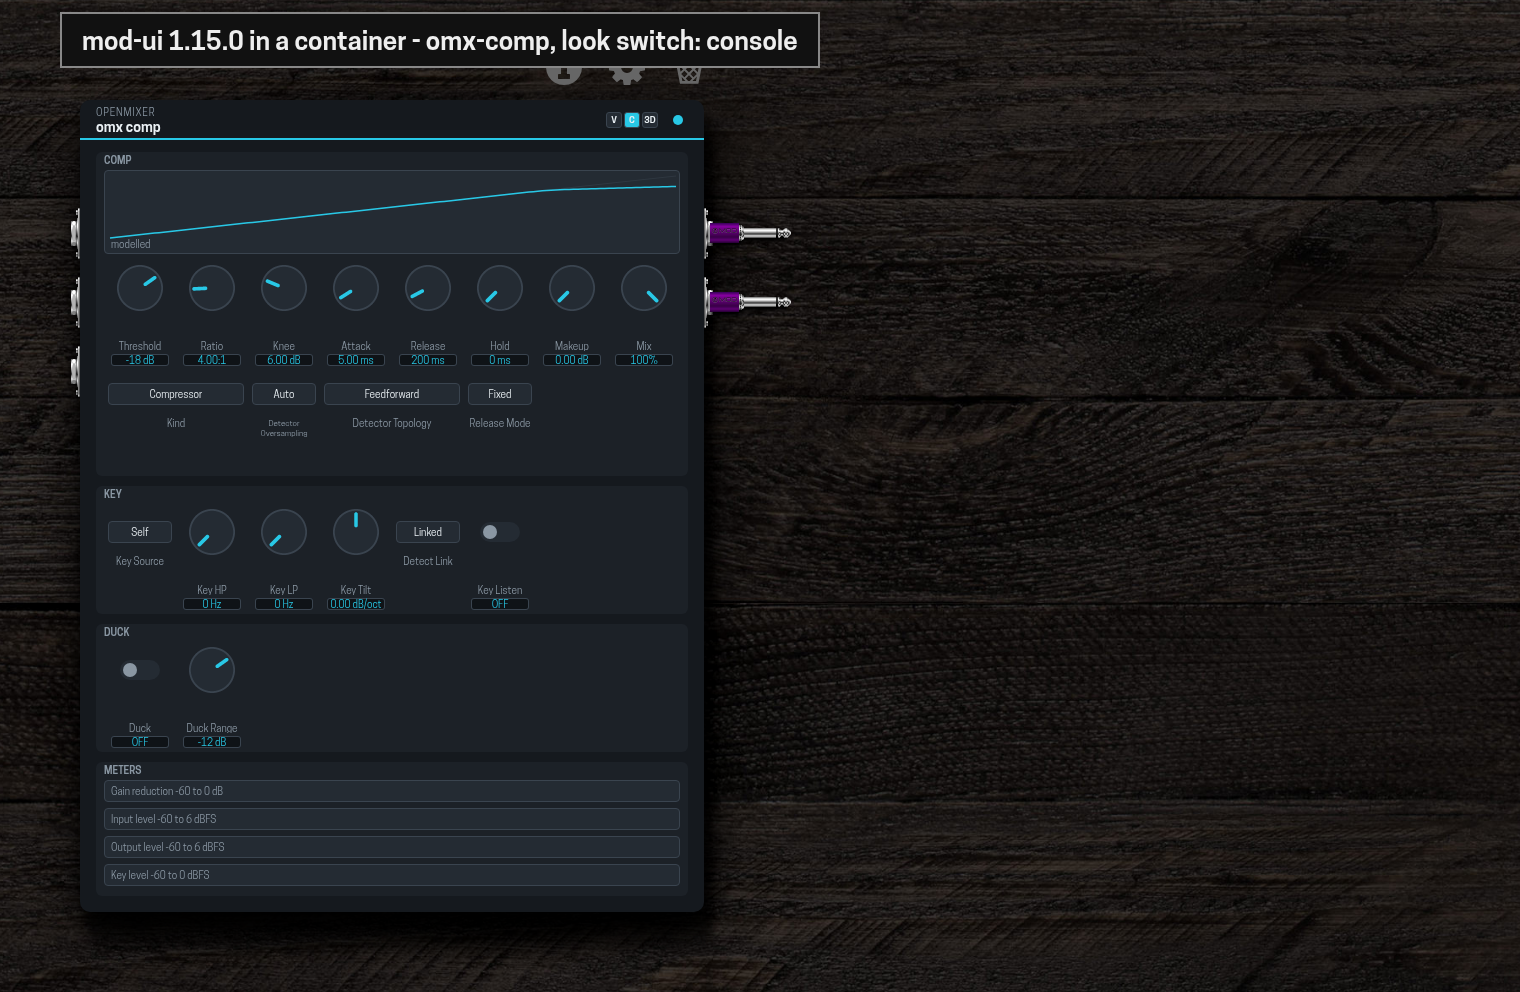 mod-ui 1.15.0 in a container - omx-comp, look switch: console
OPENMIXER
omx comp
V C 3D
COMP
modelled
Threshold Ratio Knee Attack Release Hold Makeup Mix
-18 dB 4.00:1 6.00 dB 5.00 ms 200 ms 0 ms 0.00 dB 100%
Compressor Auto Feedforward Fixed
Kind Detector Oversampling Detector Topology Release Mode
KEY
Self Linked
Key Source Detect Link
Key HP Key LP Key Tilt Key Listen
0 Hz 0 Hz 0.00 dB/oct OFF
DUCK
Duck Duck Range
OFF -12 dB
METERS
Gain reduction -60 to 0 dB
Input level -60 to 6 dBFS
Output level -60 to 6 dBFS
Key level -60 to 0 dBFS